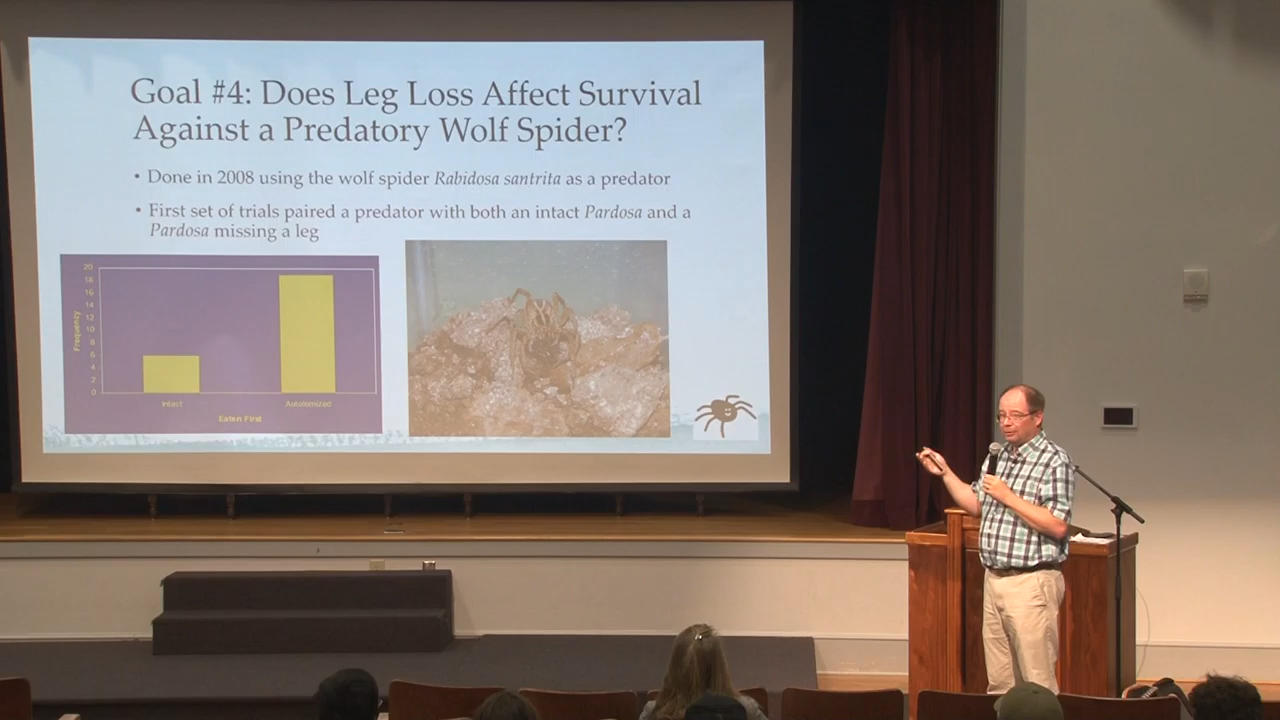 Goal #4: Does Leg Loss Affect Survival
Against a Predatory Wolf Spider?
• Done in 2008 using the wolf spider Rabidosa santrita as a predator
• First set of trials paired a predator with both an intact Pardosa and a
Pardosa missing a leg
20
18
16
14
12
10
8
6
4
2
0
Frequency
Intact
Autotomized
Eaten First